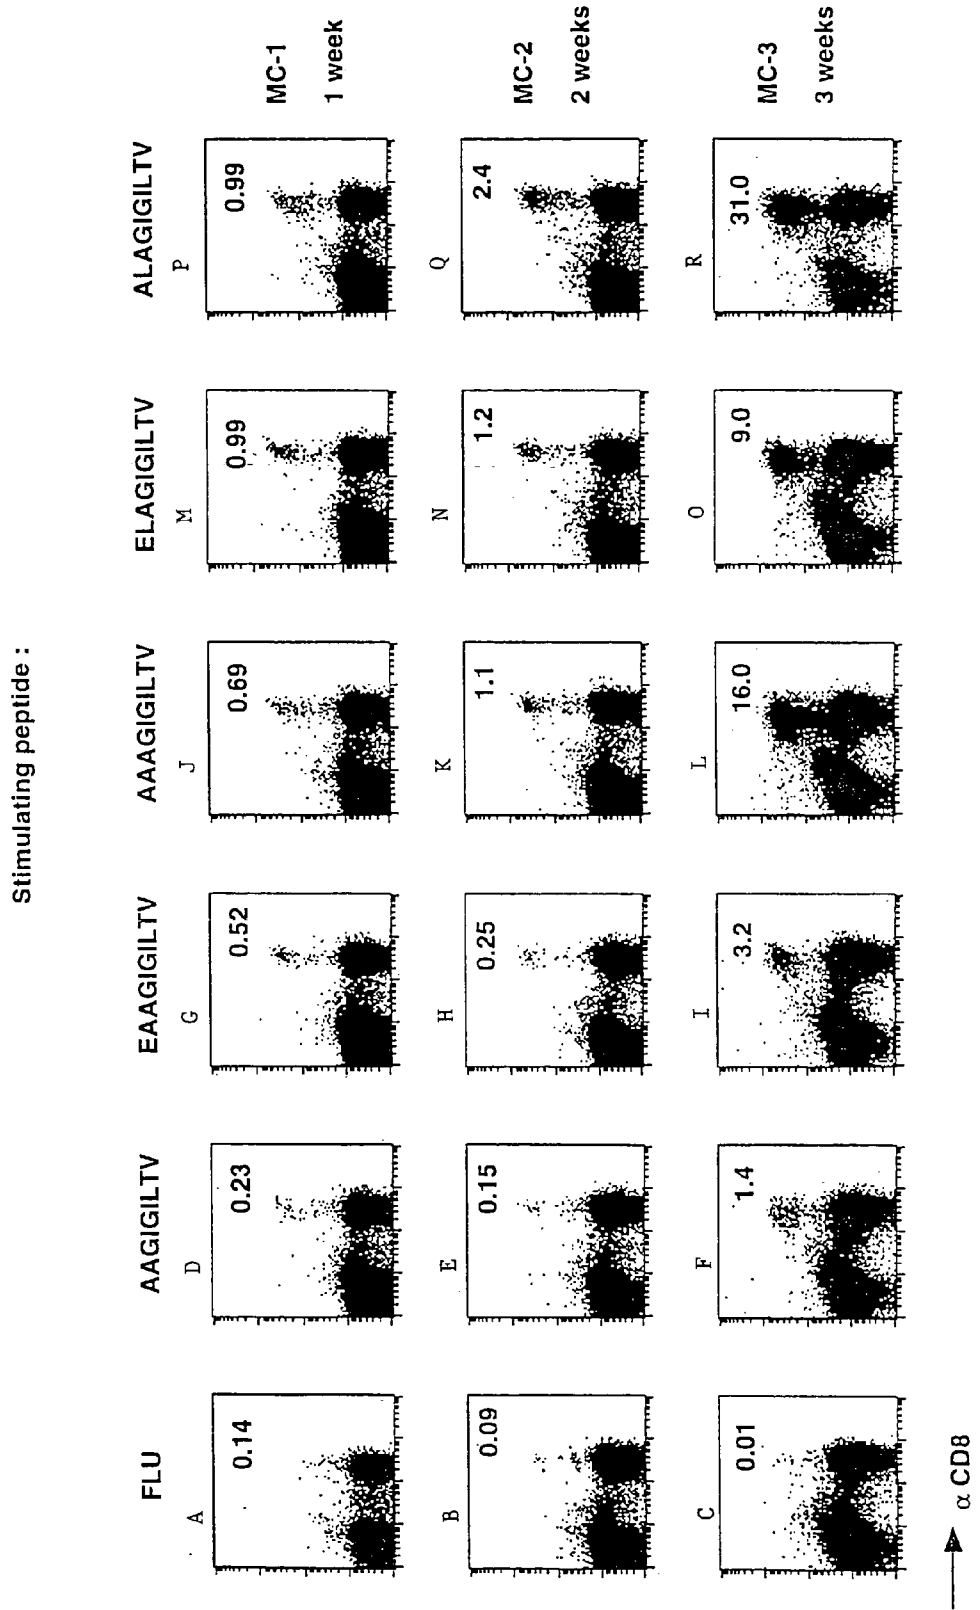 Stimulating peptide :
FLU
AAGIGILTV
EAAGIGILTV
AAAGIGILTV
ELAGIGILTV
ALAGIGILTV
A
0.14
D
0.23
G
0.52
J
0.69
M
0.99
P
0.99
MC-1
1 week
B
0.09
E
0.15
H
0.25
K
1.1
N
1.2
Q
2.4
MC-2
2 weeks
C
0.01
F
1.4
I
3.2
L
16.0
O
9.0
R
31.0
MC-3
3 weeks
α CD8